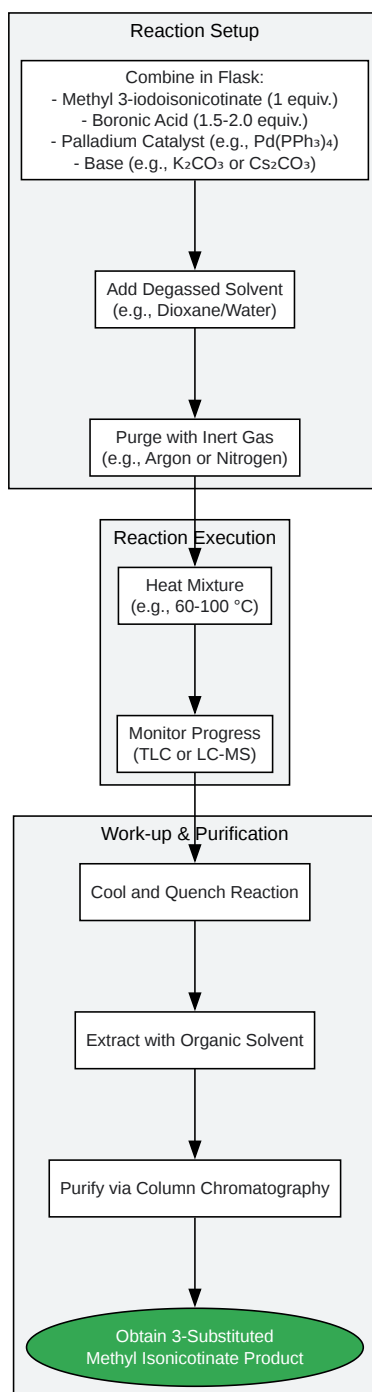 Reaction Setup
Combine in Flask:
- Methyl 3-iodoisonicotinate (1 equiv.)
- Boronic Acid (1.5-2.0 equiv.)
- Palladium Catalyst (e.g., Pd(PPh₃)₄)
- Base (e.g., K₂CO₃ or Cs₂CO₃)
Add Degassed Solvent
(e.g., Dioxane/Water)
Purge with Inert Gas
(e.g., Argon or Nitrogen)
Reaction Execution
Heat Mixture
(e.g., 60-100 °C)
Monitor Progress
(TLC or LC-MS)
Work-up & Purification
Cool and Quench Reaction
Extract with Organic Solvent
Purify via Column Chromatography
Obtain 3-Substituted
Methyl Isonicotinate Product